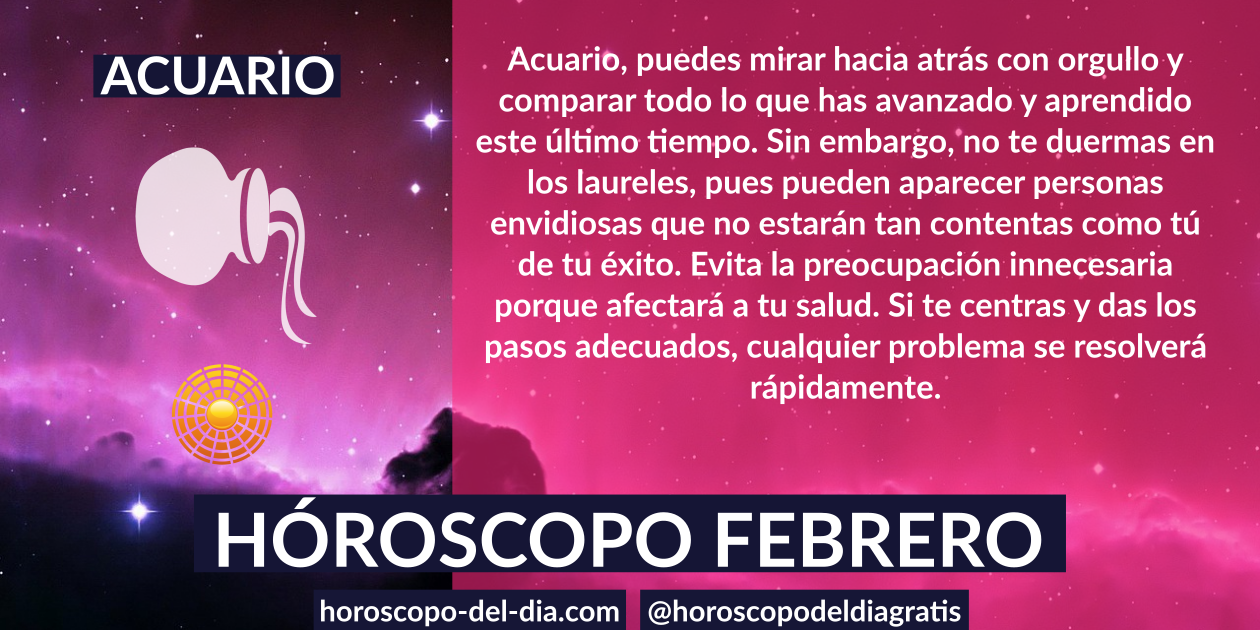 ACUARIO
Acuario, puedes mirar hacia atrás con orgullo y
comparar todo lo que has avanzado y aprendido
este último tiempo. Sin embargo, no te duermas en
los laureles, pues pueden aparecer personas
envidiosas que no estarán tan contentas como tú
de tu éxito. Evita la preocupación innecesaria
porque afectará a tu salud. Si te centras y das los
pasos adecuados, cualquier problema se resolverá
rápidamente.
HÓROSCOPO FEBRERO
horoscopo-del-dia.com
@horoscopodeldiagratis